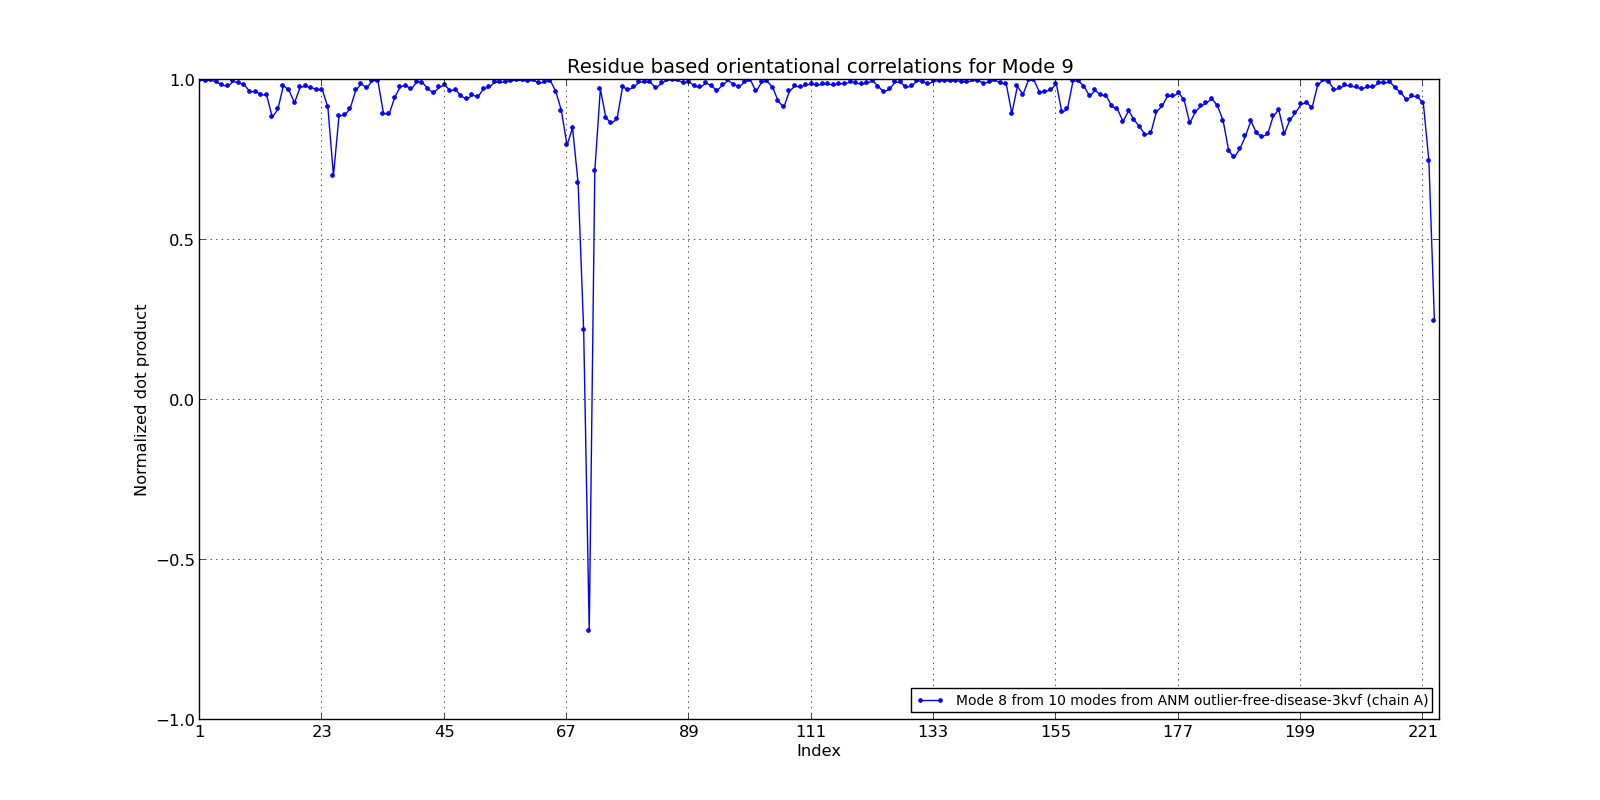 Residue based orientational correlations for Mode 9
1.0
0.5
0.0
−0.5
−1.0
Normalized dot product
Mode 8 from 10 modes from ANM outlier-free-disease-3kvf (chain A)
1 23 45 67 89 111 133 155 177 199 221
Index